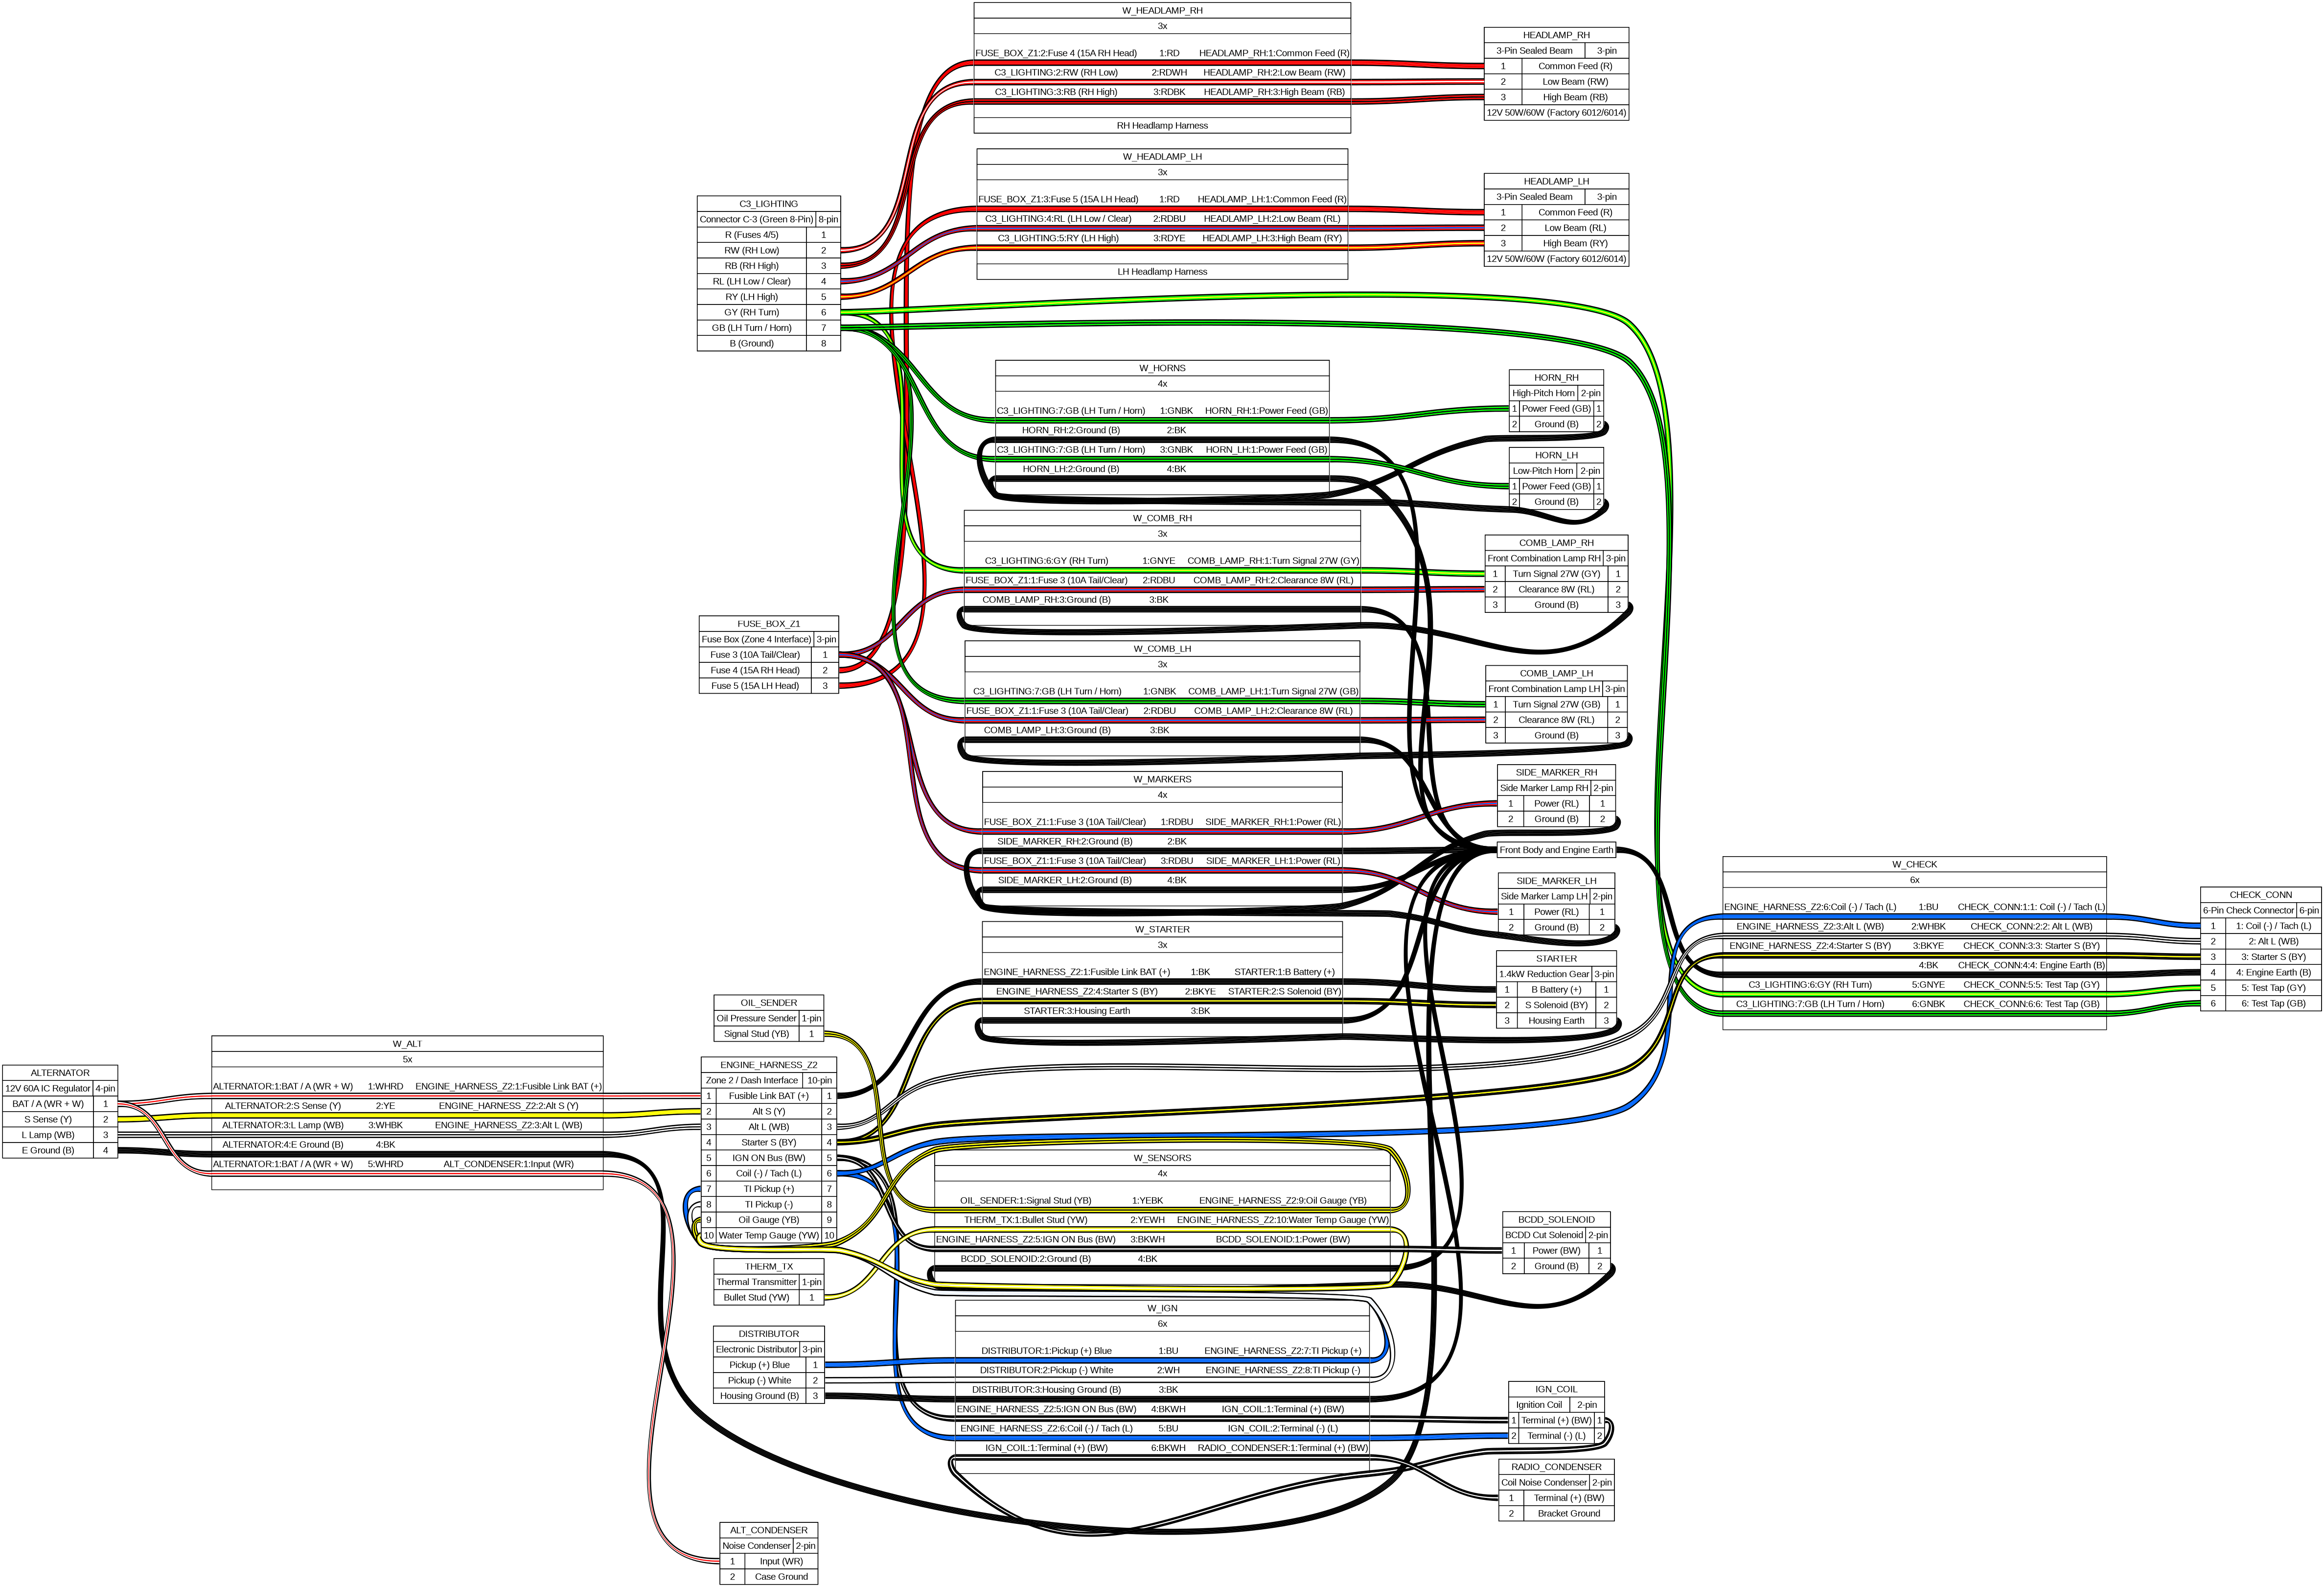 W_HEADLAMP_RH
3x
FUSE_BOX_Z1:2:Fuse 4 (15A RH Head) 1:RD HEADLAMP_RH:1:Common Feed (R)
C3_LIGHTING:2:RW (RH Low) 2:RDWH HEADLAMP_RH:2:Low Beam (RW)
C3_LIGHTING:3:RB (RH High) 3:RDBK HEADLAMP_RH:3:High Beam (RB)
RH Headlamp Harness
HEADLAMP_RH
3-Pin Sealed Beam 3-pin
1 Common Feed (R)
2 Low Beam (RW)
3 High Beam (RB)
12V 50W/60W (Factory 6012/6014)
W_HEADLAMP_LH
3x
FUSE_BOX_Z1:3:Fuse 5 (15A LH Head) 1:RD HEADLAMP_LH:1:Common Feed (R)
C3_LIGHTING:4:RL (LH Low / Clear) 2:RDBU HEADLAMP_LH:2:Low Beam (RL)
C3_LIGHTING:5:RY (LH High) 3:RDYE HEADLAMP_LH:3:High Beam (RY)
LH Headlamp Harness
HEADLAMP_LH
3-Pin Sealed Beam 3-pin
1 Common Feed (R)
2 Low Beam (RL)
3 High Beam (RY)
12V 50W/60W (Factory 6012/6014)
C3_LIGHTING
Connector C-3 (Green 8-Pin) 8-pin
R (Fuses 4/5) 1
RW (RH Low) 2
RB (RH High) 3
RL (LH Low / Clear) 4
RY (LH High) 5
GY (RH Turn) 6
GB (LH Turn / Horn) 7
B (Ground) 8
W_HORNS
4x
C3_LIGHTING:7:GB (LH Turn / Horn) 1:GNBK HORN_RH:1:Power Feed (GB)
HORN_RH:2:Ground (B) 2:BK
C3_LIGHTING:7:GB (LH Turn / Horn) 3:GNBK HORN_LH:1:Power Feed (GB)
HORN_LH:2:Ground (B) 4:BK
HORN_RH
High-Pitch Horn 2-pin
1 Power Feed (GB) 1
2 Ground (B) 2
HORN_LH
Low-Pitch Horn 2-pin
1 Power Feed (GB) 1
2 Ground (B) 2
W_COMB_RH
3x
C3_LIGHTING:6:GY (RH Turn) 1:GNYE COMB_LAMP_RH:1:Turn Signal 27W (GY)
FUSE_BOX_Z1:1:Fuse 3 (10A Tail/Clear) 2:RDBU COMB_LAMP_RH:2:Clearance 8W (RL)
COMB_LAMP_RH:3:Ground (B) 3:BK
COMB_LAMP_RH
Front Combination Lamp RH 3-pin
1 Turn Signal 27W (GY) 1
2 Clearance 8W (RL) 2
3 Ground (B) 3
FUSE_BOX_Z1
Fuse Box (Zone 4 Interface) 3-pin
Fuse 3 (10A Tail/Clear) 1
Fuse 4 (15A RH Head) 2
Fuse 5 (15A LH Head) 3
W_COMB_LH
3x
C3_LIGHTING:7:GB (LH Turn / Horn) 1:GNBK COMB_LAMP_LH:1:Turn Signal 27W (GB)
FUSE_BOX_Z1:1:Fuse 3 (10A Tail/Clear) 2:RDBU COMB_LAMP_LH:2:Clearance 8W (RL)
COMB_LAMP_LH:3:Ground (B) 3:BK
COMB_LAMP_LH
Front Combination Lamp LH 3-pin
1 Turn Signal 27W (GB) 1
2 Clearance 8W (RL) 2
3 Ground (B) 3
W_MARKERS
4x
FUSE_BOX_Z1:1:Fuse 3 (10A Tail/Clear) 1:RDBU SIDE_MARKER_RH:1:Power (RL)
SIDE_MARKER_RH:2:Ground (B) 2:BK
FUSE_BOX_Z1:1:Fuse 3 (10A Tail/Clear) 3:RDBU SIDE_MARKER_LH:1:Power (RL)
SIDE_MARKER_LH:2:Ground (B) 4:BK
SIDE_MARKER_RH
Side Marker Lamp RH 2-pin
1 Power (RL) 1
2 Ground (B) 2
Front Body and Engine Earth
SIDE_MARKER_LH
Side Marker Lamp LH 2-pin
1 Power (RL) 1
2 Ground (B) 2
W_CHECK
6x
ENGINE_HARNESS_Z2:6:Coil (-) / Tach (L) 1:BU CHECK_CONN:1:1: Coil (-) / Tach (L)
ENGINE_HARNESS_Z2:3:Alt L (WB) 2:WHBK CHECK_CONN:2:2: Alt L (WB)
ENGINE_HARNESS_Z2:4:Starter S (BY) 3:BKYE CHECK_CONN:3:3: Starter S (BY)
4:BK CHECK_CONN:4:4: Engine Earth (B)
C3_LIGHTING:6:GY (RH Turn) 5:GNYE CHECK_CONN:5:5: Test Tap (GY)
C3_LIGHTING:7:GB (LH Turn / Horn) 6:GNBK CHECK_CONN:6:6: Test Tap (GB)
CHECK_CONN
6-Pin Check Connector 6-pin
1 1: Coil (-) / Tach (L)
2 2: Alt L (WB)
3 3: Starter S (BY)
4 4: Engine Earth (B)
5 5: Test Tap (GY)
6 6: Test Tap (GB)
W_STARTER
3x
ENGINE_HARNESS_Z2:1:Fusible Link BAT (+) 1:BK STARTER:1:B Battery (+)
ENGINE_HARNESS_Z2:4:Starter S (BY) 2:BKYE STARTER:2:S Solenoid (BY)
STARTER:3:Housing Earth 3:BK
STARTER
1.4kW Reduction Gear 3-pin
1 B Battery (+) 1
2 S Solenoid (BY) 2
3 Housing Earth 3
OIL_SENDER
Oil Pressure Sender 1-pin
Signal Stud (YB) 1
ALTERNATOR
12V 60A IC Regulator 4-pin
BAT / A (WR + W) 1
S Sense (Y) 2
L Lamp (WB) 3
E Ground (B) 4
W_ALT
5x
ALTERNATOR:1:BAT / A (WR + W) 1:WHRD ENGINE_HARNESS_Z2:1:Fusible Link BAT (+)
ALTERNATOR:2:S Sense (Y) 2:YE ENGINE_HARNESS_Z2:2:Alt S (Y)
ALTERNATOR:3:L Lamp (WB) 3:WHBK ENGINE_HARNESS_Z2:3:Alt L (WB)
ALTERNATOR:4:E Ground (B) 4:BK
ALTERNATOR:1:BAT / A (WR + W) 5:WHRD ALT_CONDENSER:1:Input (WR)
ENGINE_HARNESS_Z2
Zone 2 / Dash Interface 10-pin
1 Fusible Link BAT (+) 1
2 Alt S (Y) 2
3 Alt L (WB) 3
4 Starter S (BY) 4
5 IGN ON Bus (BW) 5
6 Coil (-) / Tach (L) 6
7 TI Pickup (+) 7
8 TI Pickup (-) 8
9 Oil Gauge (YB) 9
10 Water Temp Gauge (YW) 10
W_SENSORS
4x
OIL_SENDER:1:Signal Stud (YB) 1:YEBK ENGINE_HARNESS_Z2:9:Oil Gauge (YB)
THERM_TX:1:Bullet Stud (YW) 2:YEWH ENGINE_HARNESS_Z2:10:Water Temp Gauge (YW)
ENGINE_HARNESS_Z2:5:IGN ON Bus (BW) 3:BKWH BCDD_SOLENOID:1:Power (BW)
BCDD_SOLENOID:2:Ground (B) 4:BK
BCDD_SOLENOID
BCDD Cut Solenoid 2-pin
1 Power (BW) 1
2 Ground (B) 2
THERM_TX
Thermal Transmitter 1-pin
Bullet Stud (YW) 1
DISTRIBUTOR
Electronic Distributor 3-pin
Pickup (+) Blue 1
Pickup (-) White 2
Housing Ground (B) 3
W_IGN
6x
DISTRIBUTOR:1:Pickup (+) Blue 1:BU ENGINE_HARNESS_Z2:7:TI Pickup (+)
DISTRIBUTOR:2:Pickup (-) White 2:WH ENGINE_HARNESS_Z2:8:TI Pickup (-)
DISTRIBUTOR:3:Housing Ground (B) 3:BK
ENGINE_HARNESS_Z2:5:IGN ON Bus (BW) 4:BKWH IGN_COIL:1:Terminal (+) (BW)
ENGINE_HARNESS_Z2:6:Coil (-) / Tach (L) 5:BU IGN_COIL:2:Terminal (-) (L)
IGN_COIL:1:Terminal (+) (BW) 6:BKWH RADIO_CONDENSER:1:Terminal (+) (BW)
IGN_COIL
Ignition Coil 2-pin
1 Terminal (+) (BW) 1
2 Terminal (-) (L) 2
RADIO_CONDENSER
Coil Noise Condenser 2-pin
1 Terminal (+) (BW)
2 Bracket Ground
ALT_CONDENSER
Noise Condenser 2-pin
1 Input (WR)
2 Case Ground